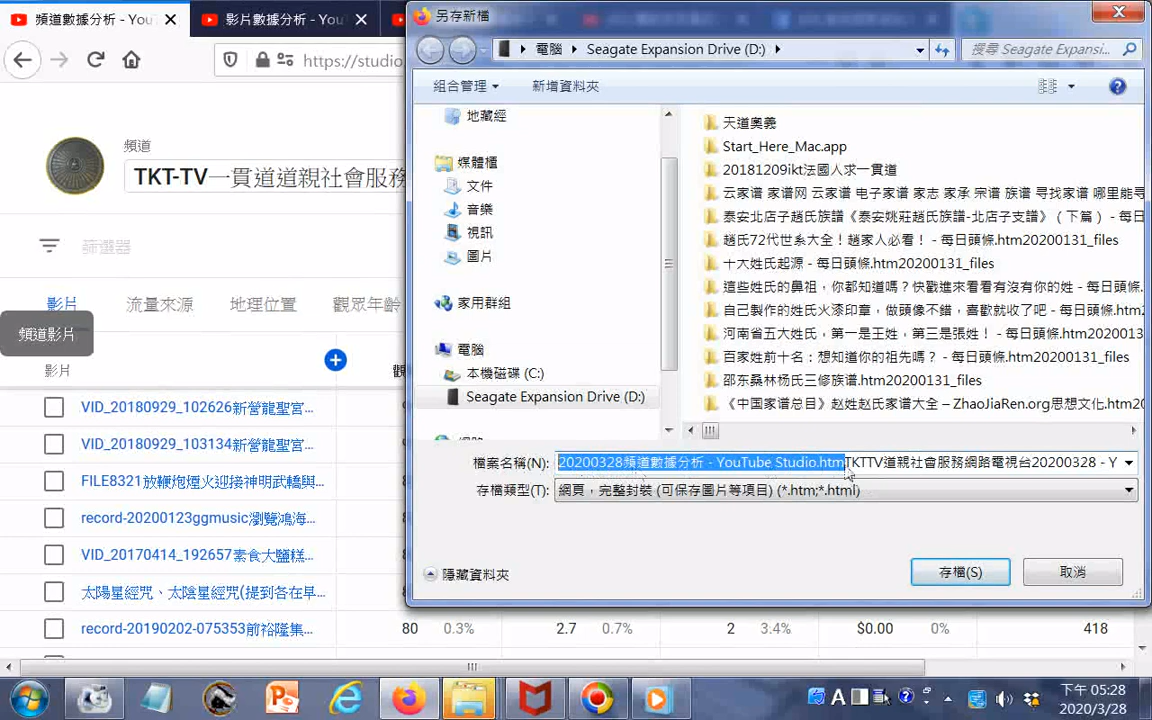 頻道數據分析 - You
影片數據分析 - You
另存新檔
電腦
Seagate Expansion Drive (D:)
搜尋 Seagate Expansi...
https://studio.
組合管理
新增資料夾
頻道
TKT-TV一貫道道親社會服務
篩選器
影片
流量來源
地理位置
觀眾年齡
頻道影片
影片
觀
地藏經
媒體櫃
文件
音樂
視訊
圖片
家用群組
電腦
本機磁碟 (C:)
Seagate Expansion Drive (D:)
天道奧義
Start_Here_Mac.app
20181209ikt法國人求一貫道
云家谱 家谱网 云家谱 电子家谱 家志 家承 宗谱 族谱 寻找家谱 哪里能寻
泰安北店子趙氏族譜《泰安姚莊趙氏族譜-北店子支譜》（下篇） - 每日
趙氏72代世系大全！趙家人必看！ - 每日頭條.htm20200131_files
十大姓氏起源 - 每日頭條.htm20200131_files
這些姓氏的鼻祖，你都知道嗎？快戳進來看看有沒有你的姓 - 每日頭條
自己製作的姓氏火漆印章，做頭像不錯，喜歡就收了吧 - 每日頭條.htm
河南省五大姓氏，第一是王姓，第三是張姓！ - 每日頭條.htm20200131
百家姓前十名：想知道你的祖先嗎？ - 每日頭條.htm20200131_files
邵东桑林杨氏三修族谱.htm20200131_files
《中国家谱总目》赵姓赵氏家谱大全 – ZhaoJiaRen.org思想文化.htm202
VID_20180929_102626新營龍聖宮...
VID_20180929_103134新營龍聖宮...
FILE8321放鞭炮煙火迎接神明武轎與...
record-20200123ggmusic瀏覽鴻海...
VID_20170414_192657素食大鹽糕...
太陽星經咒、太陰星經咒(提到各在早...
record-20190202-075353前裕隆集...
80 0.3% 2.7 0.7% 2 3.4% $0.00 0% 418
檔案名稱(N):
20200328頻道數據分析 - YouTube Studio.htmTKTTV道親社會服務網路電視台20200328 - Y
存檔類型(T):
網頁，完整封裝 (可保存圖片等項目) (*.htm;*.html)
隱藏資料夾
存檔(S)
取消
下午 05:28
2020/3/28